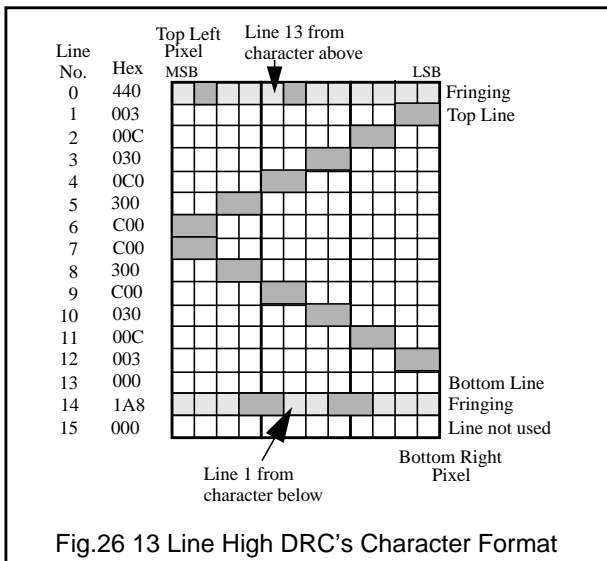 Top Left Pixel
Line 13 from character above
Line No.
Hex
MSB
LSB
0 440 Fringing
1 003 Top Line
2 00C
3 030
4 0C0
5 300
6 C00
7 C00
8 300
9 C00
10 030
11 00C
12 003
13 000 Bottom Line
14 1A8 Fringing
15 000 Line not used
Line 1 from character below
Bottom Right Pixel
Fig.26 13 Line High DRC's Character Format